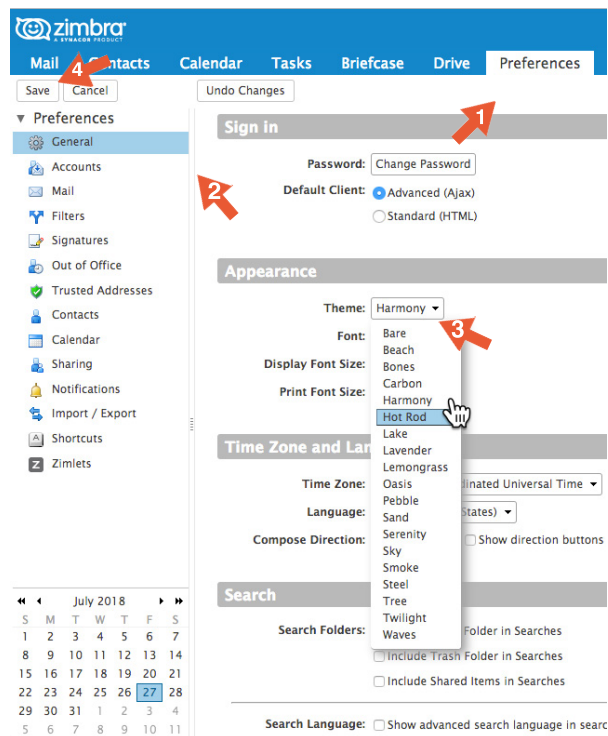 zimbra
A SYNACOR PRODUCT
Mail Contacts Calendar Tasks Briefcase Drive Preferences
4
Save Cancel Undo Changes
1
Preferences
General
Accounts
Mail
Filters
Signatures
Out of Office
Trusted Addresses
Contacts
Calendar
Sharing
Notifications
Import / Export
Shortcuts
Z Zimlets
2
Sign in
Password: Change Password
Default Client: Advanced (Ajax)
Standard (HTML)
Appearance
Theme: Harmony
3
Font:
Display Font Size:
Print Font Size:
Bare
Beach
Bones
Carbon
Harmony
Hot Rod
Lake
Lavender
Lemongrass
Oasis
Pebble
Sand
Serenity
Sky
Smoke
Steel
Tree
Twilight
Waves
Time Zone and Lan
Time Zone: inated Universal Time
Language: States)
Compose Direction: Show direction buttons
Search
Search Folders: Folder in Searches
Include Trash Folder in Searches
Include Shared Items in Searches
Search Language: Show advanced search language in searc
July 2018
S M T W T F S
1 2 3 4 5 6 7
8 9 10 11 12 13 14
15 16 17 18 19 20 21
22 23 24 25 26 27 28
29 30 31 1 2 3 4
5 6 7 8 9 10 11